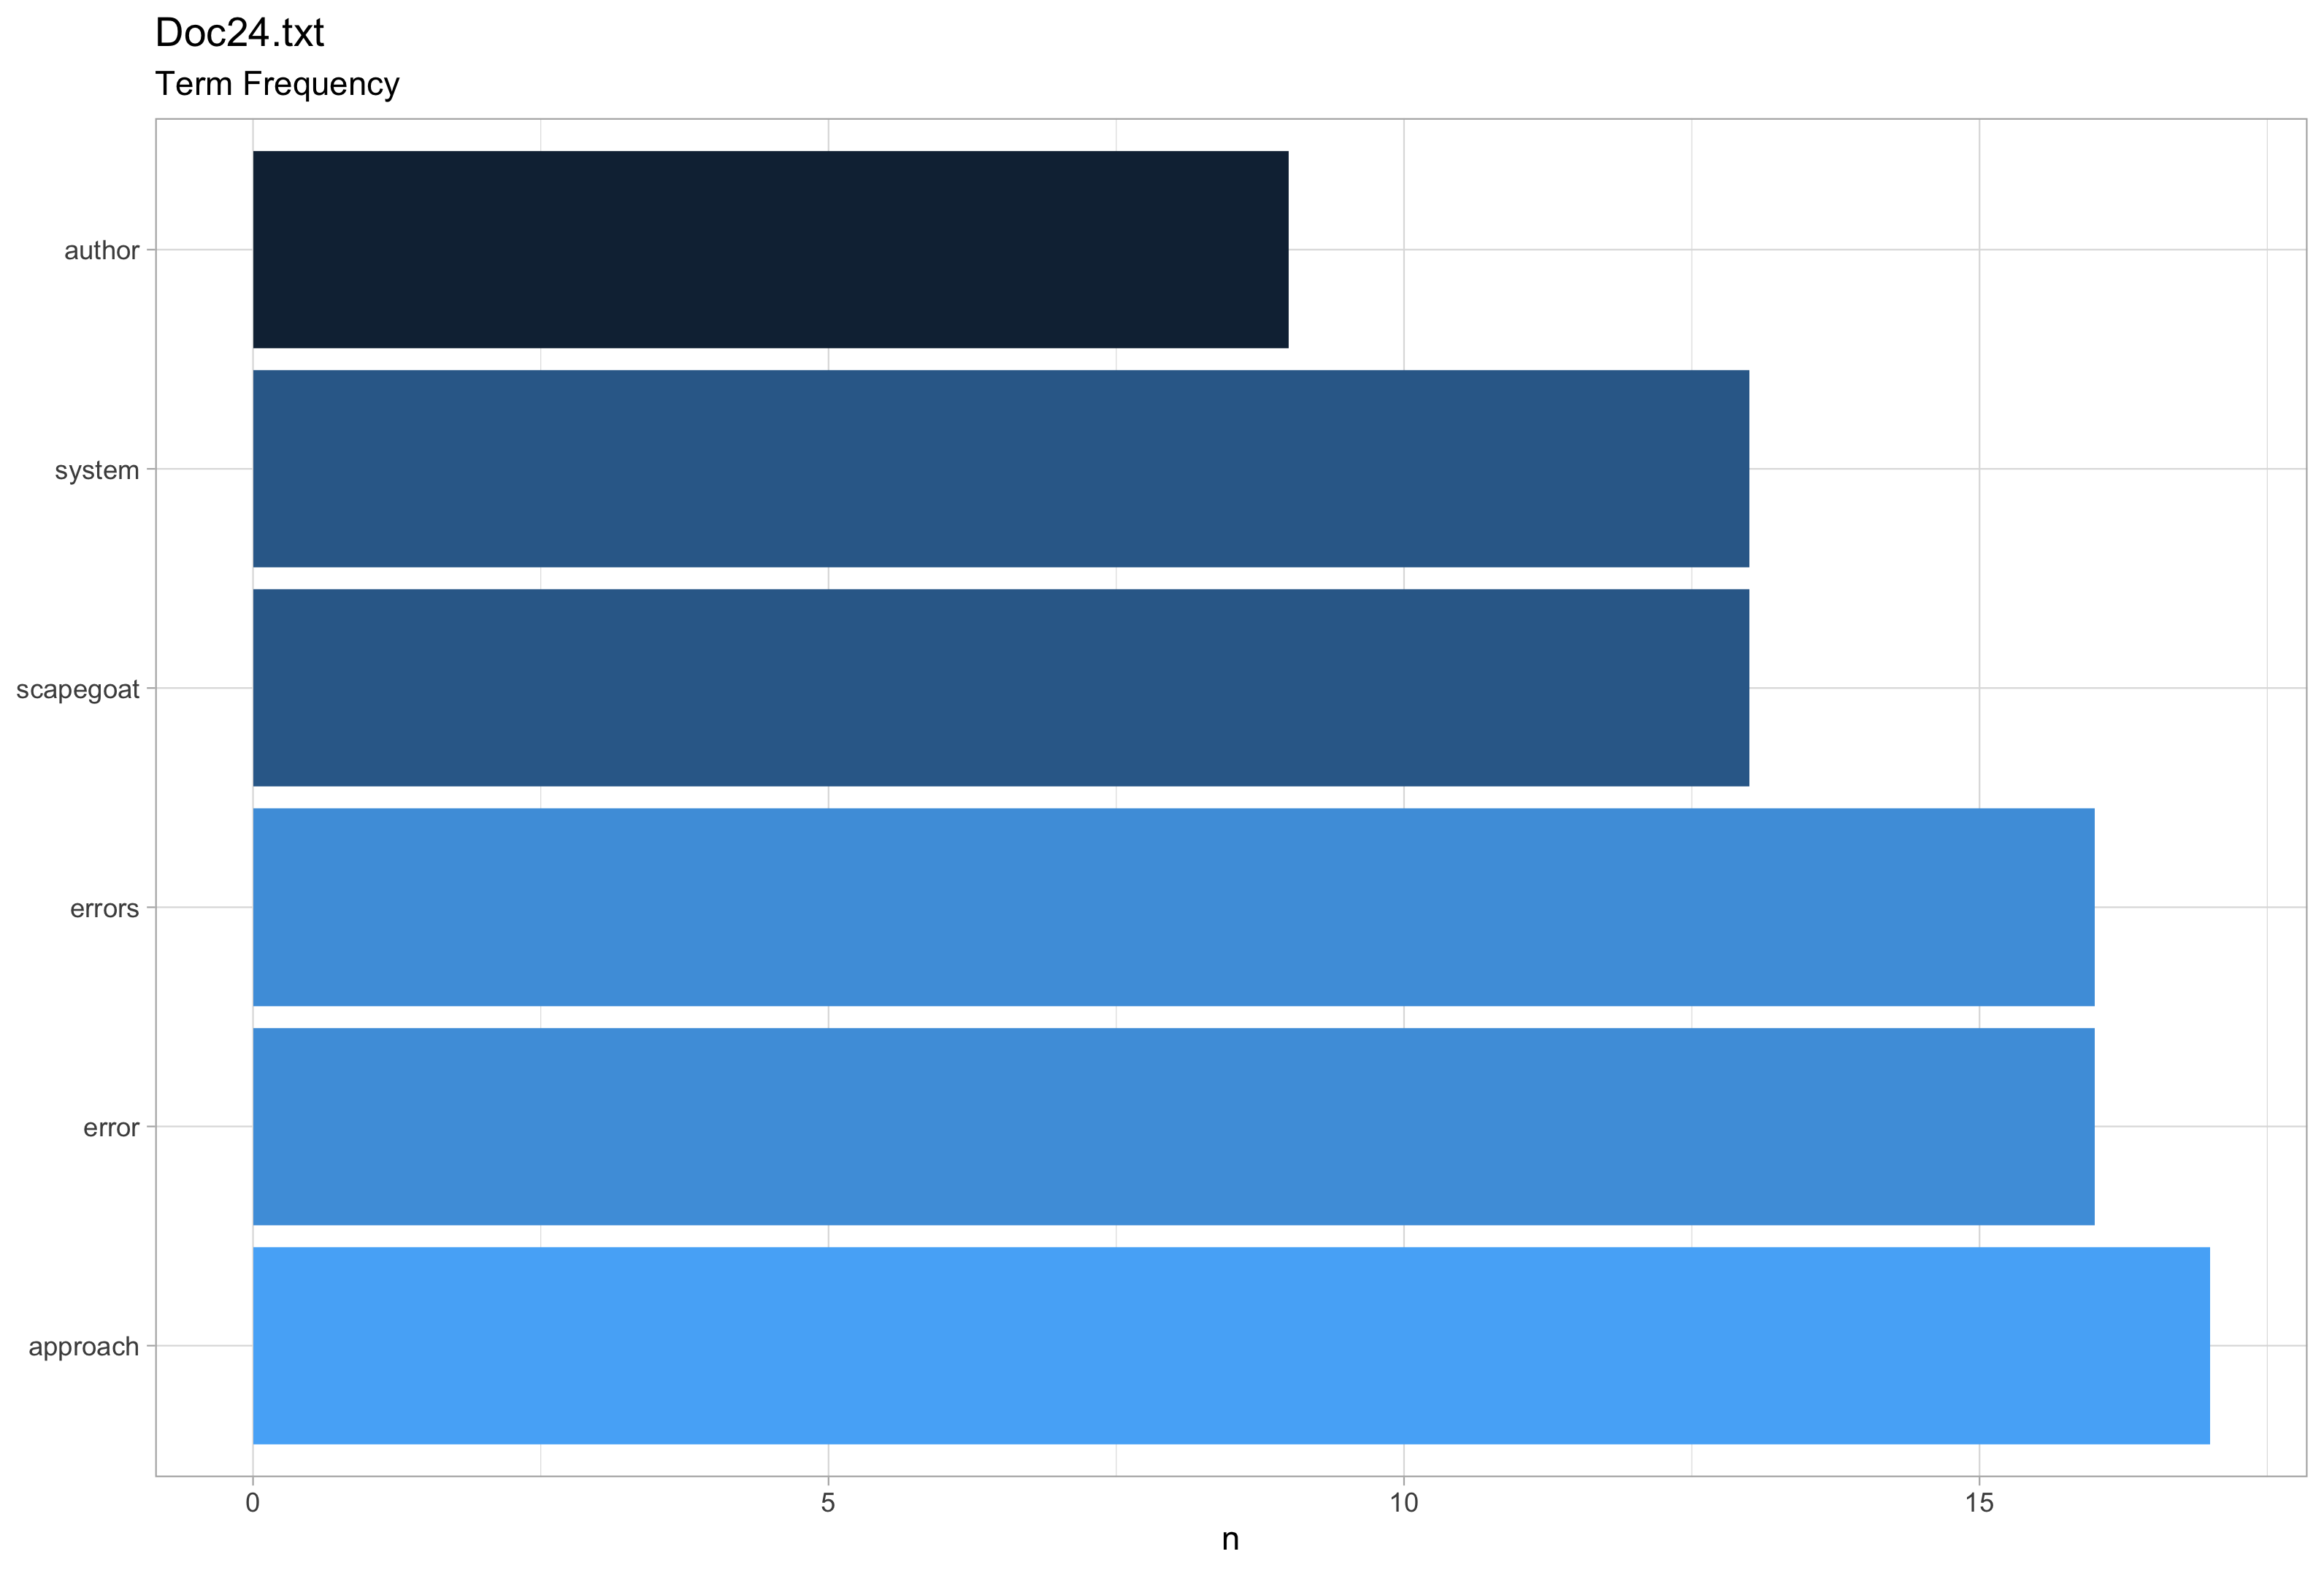 Doc24.txt
Term Frequency
author
system
scapegoat
errors
error
approach
0 5 10 15
n